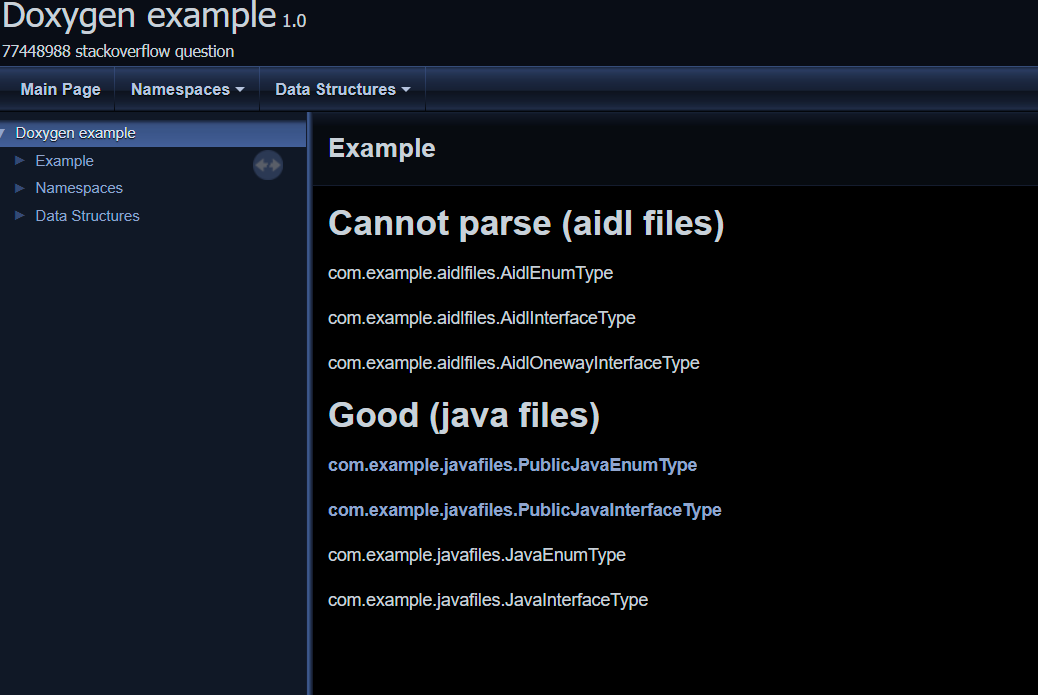 Doxygen example 1.0
77448988 stackoverflow question
Main Page Namespaces Data Structures
Doxygen example
Example
Namespaces
Data Structures
Example
Cannot parse (aidl files)
com.example.aidlfiles.AidlEnumType
com.example.aidlfiles.AidlInterfaceType
com.example.aidlfiles.AidlOnewayInterfaceType
Good (java files)
com.example.javafiles.PublicJavaEnumType
com.example.javafiles.PublicJavaInterfaceType
com.example.javafiles.JavaEnumType
com.example.javafiles.JavaInterfaceType